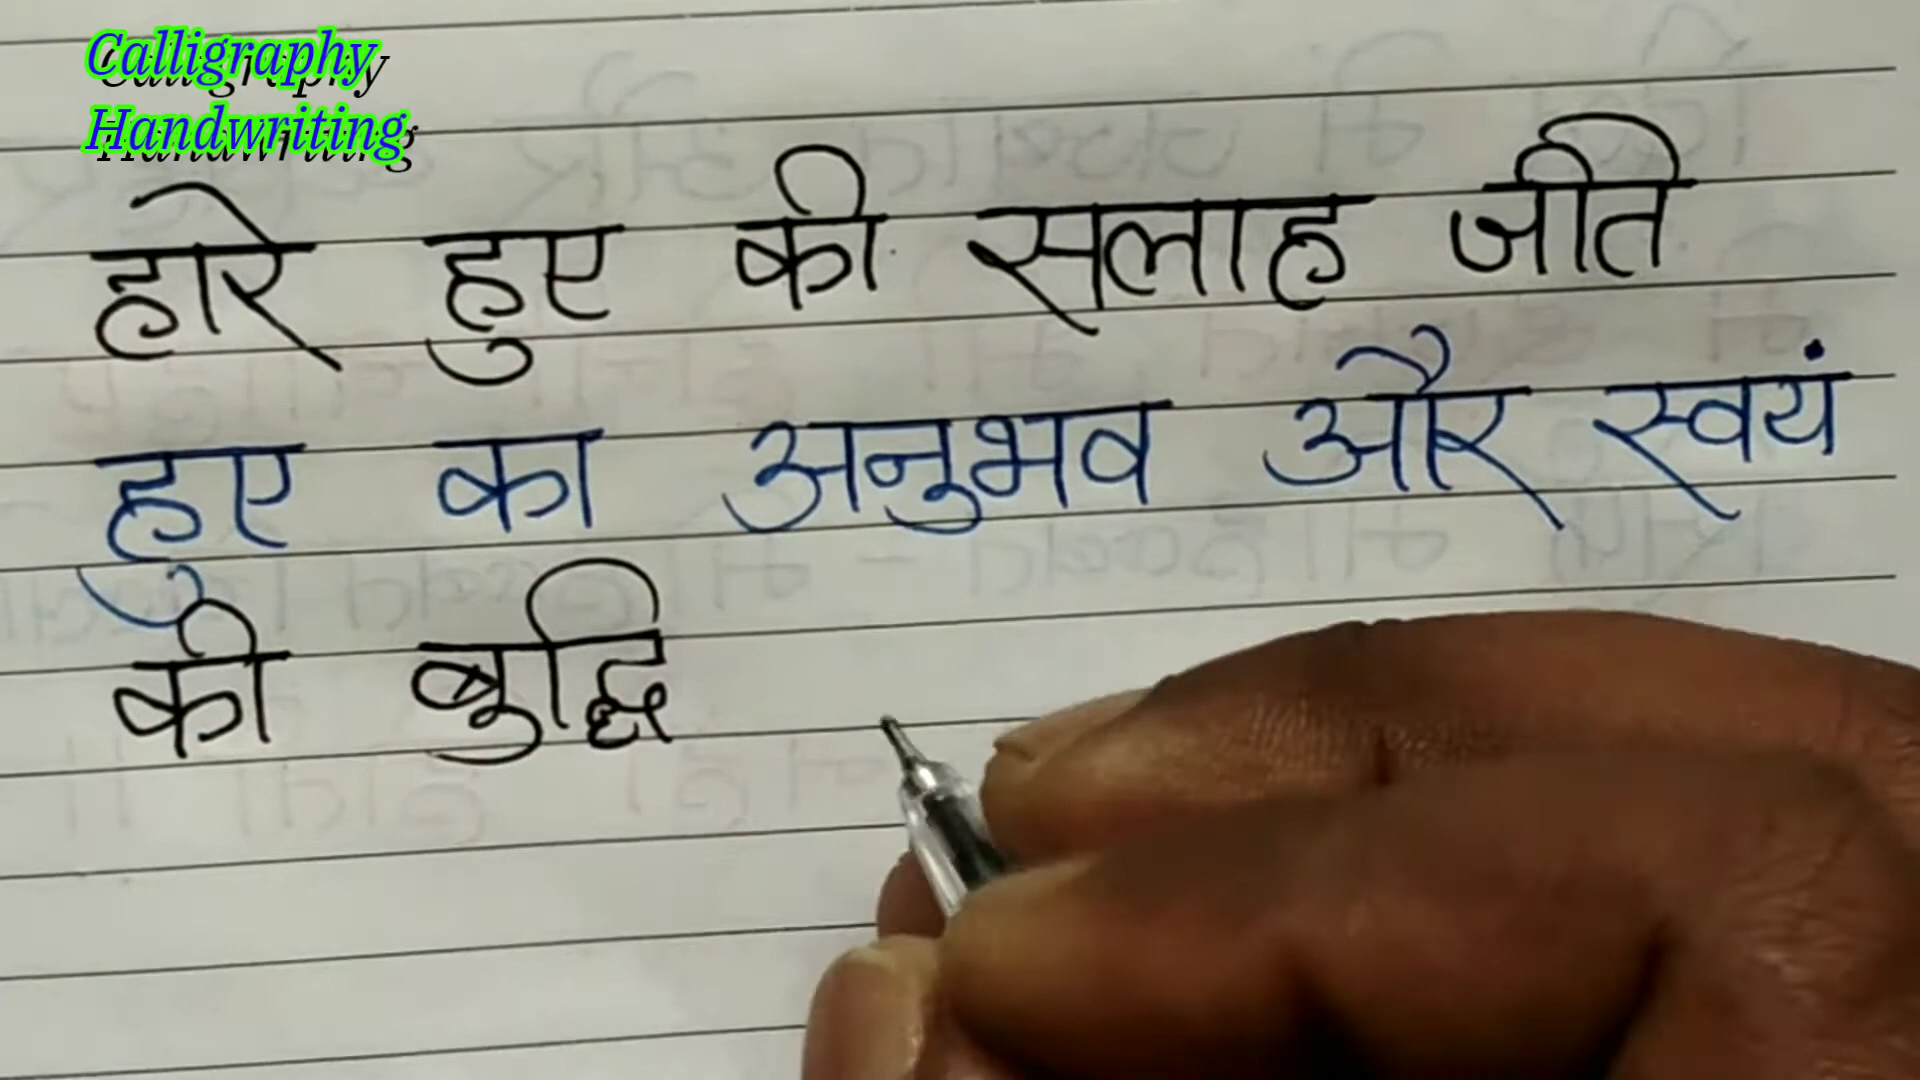 Calligraphy
Handwriting
हारे हुए की सलाह जीते
हुए का अनुभव और स्वयं
की बुद्धि